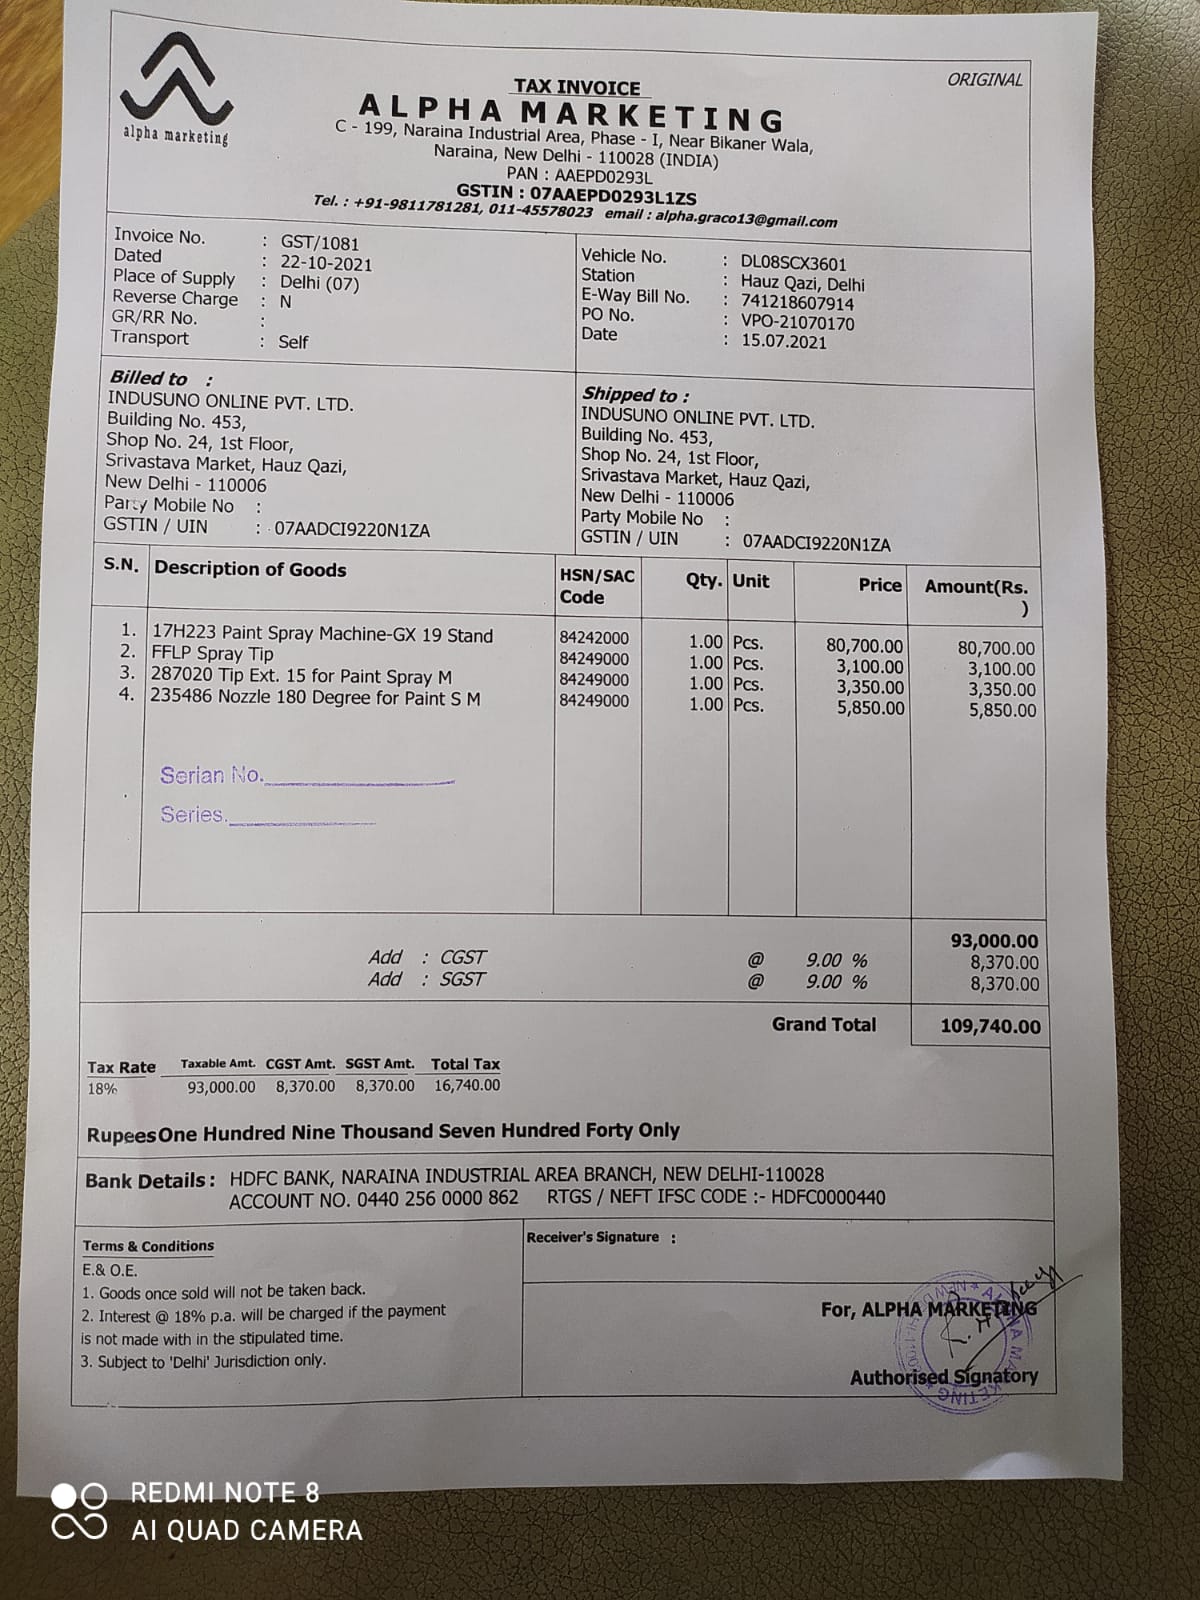 ORIGINAL
alpha marketing
TAX INVOICE
ALPHA MARKETING
C - 199, Naraina Industrial Area, Phase - I, Near Bikaner Wala,
Naraina, New Delhi - 110028 (INDIA)
PAN : AAEPD0293L
GSTIN : 07AAEPD0293L1ZS
Tel. : +91-9811781281, 011-45578023 email : alpha.graco13@gmail.com
Invoice No. : GST/1081
Dated : 22-10-2021
Place of Supply : Delhi (07)
Reverse Charge : N
GR/RR No. :
Transport : Self
Vehicle No. : DL08SCX3601
Station : Hauz Qazi, Delhi
E-Way Bill No. : 741218607914
PO No. : VPO-21070170
Date : 15.07.2021
Billed to :
INDUSUNO ONLINE PVT. LTD.
Building No. 453,
Shop No. 24, 1st Floor,
Srivastava Market, Hauz Qazi,
New Delhi - 110006
Party Mobile No :
GSTIN / UIN : 07AADCI9220N1ZA
Shipped to :
INDUSUNO ONLINE PVT. LTD.
Building No. 453,
Shop No. 24, 1st Floor,
Srivastava Market, Hauz Qazi,
New Delhi - 110006
Party Mobile No :
GSTIN / UIN : 07AADCI9220N1ZA
S.N. Description of Goods HSN/SAC Code Qty. Unit Price Amount(Rs.)
1. 17H223 Paint Spray Machine-GX 19 Stand 84242000 1.00 Pcs. 80,700.00 80,700.00
2. FFLP Spray Tip 84249000 1.00 Pcs. 3,100.00 3,100.00
3. 287020 Tip Ext. 15 for Paint Spray M 84249000 1.00 Pcs. 3,350.00 3,350.00
4. 235486 Nozzle 180 Degree for Paint S M 84249000 1.00 Pcs. 5,850.00 5,850.00
Serian No.
Series.
93,000.00
Add : CGST @ 9.00 % 8,370.00
Add : SGST @ 9.00 % 8,370.00
Grand Total 109,740.00
Tax Rate Taxable Amt. CGST Amt. SGST Amt. Total Tax
18% 93,000.00 8,370.00 8,370.00 16,740.00
Rupees One Hundred Nine Thousand Seven Hundred Forty Only
Bank Details : HDFC BANK, NARAINA INDUSTRIAL AREA BRANCH, NEW DELHI-110028
ACCOUNT NO. 0440 256 0000 862 RTGS / NEFT IFSC CODE :- HDFC0000440
Terms & Conditions
E.& O.E.
1. Goods once sold will not be taken back.
2. Interest @ 18% p.a. will be charged if the payment
is not made with in the stipulated time.
3. Subject to 'Delhi' Jurisdiction only.
Receiver's Signature :
For, ALPHA MARKETING
Authorised Signatory
REDMI NOTE 8
AI QUAD CAMERA